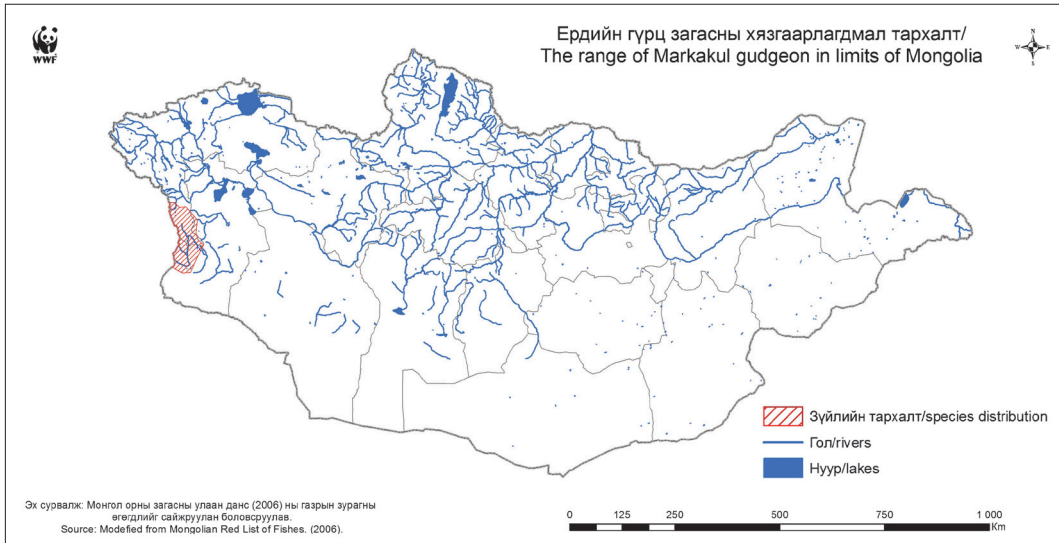 WWF
Ердийн гүрц загасны хязгаарлагдмал тархалт/
The range of Markakul gudgeon in limits of Mongolia
N
W E
S
Зүйлийн тархалт/species distribution
Гол/rivers
Нуур/lakes
Эх сурвалж: Монгол орны загасны улаан данс (2006) ны газрын зурагны
өгөгдлийг сайжруулан боловсруулав.
Source: Modefied from Mongolian Red List of Fishes. (2006).
0 125 250 500 750 1 000
Km